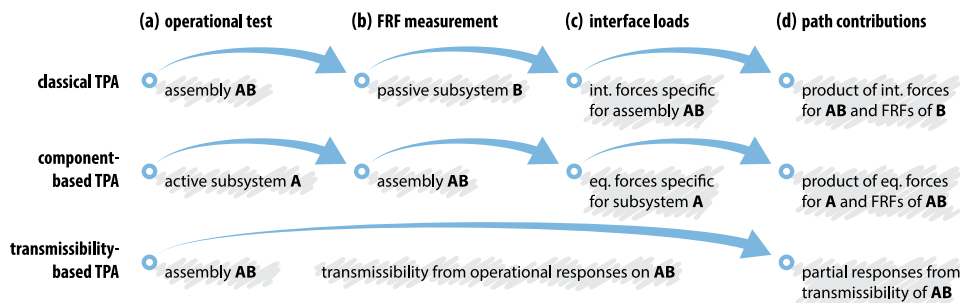 (a) operational test
(b) FRF measurement
(c) interface loads
(d) path contributions
classical TPA
assembly AB
passive subsystem B
int. forces specific
for assembly AB
product of int. forces
for AB and FRFs of B
component-
based TPA
active subsystem A
assembly AB
eq. forces specific
for subsystem A
product of eq. forces
for A and FRFs of AB
transmissibility-
based TPA
assembly AB
transmissibility from operational responses on AB
partial responses from
transmissibility of AB